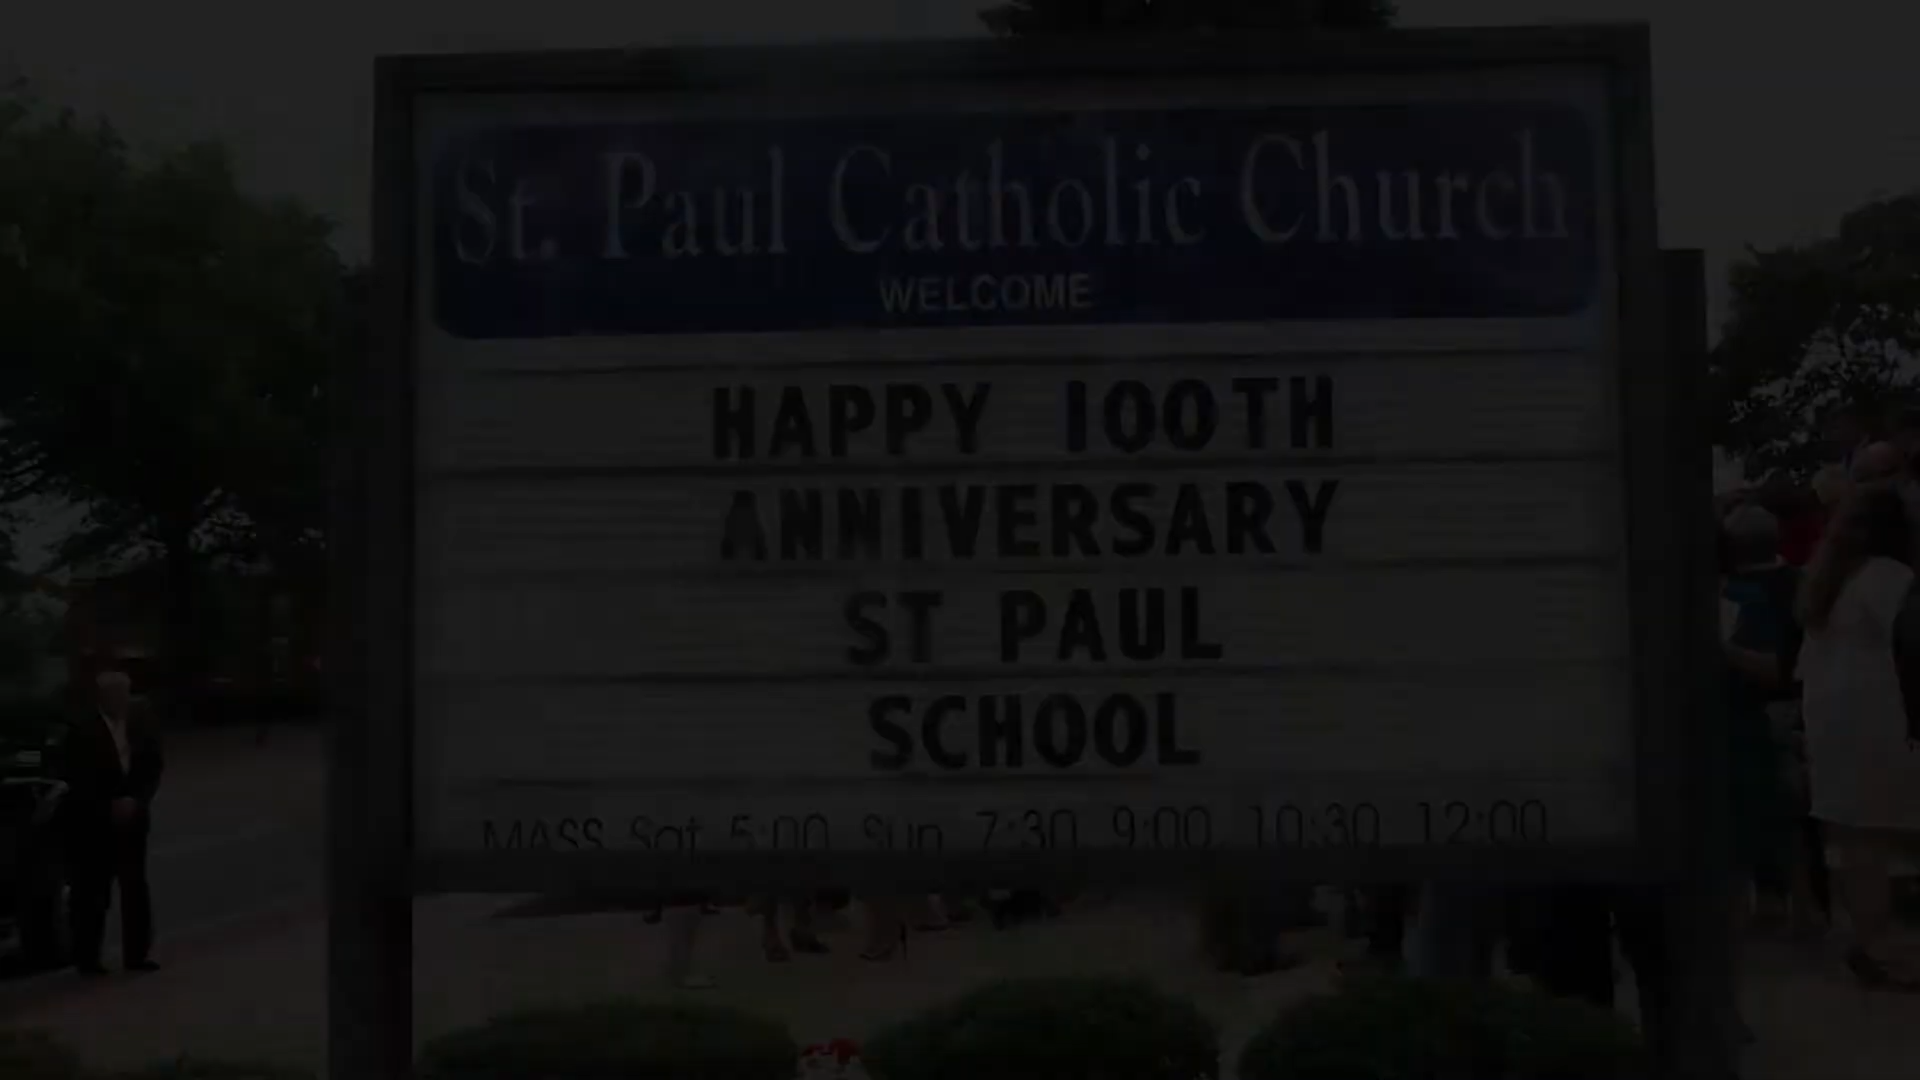 St. Paul Catholic Church
WELCOME
HAPPY 100TH
ANNIVERSARY
ST PAUL
SCHOOL
MASS Sat. 5:00 Sun. 7:30 9:00 10:30 12:00